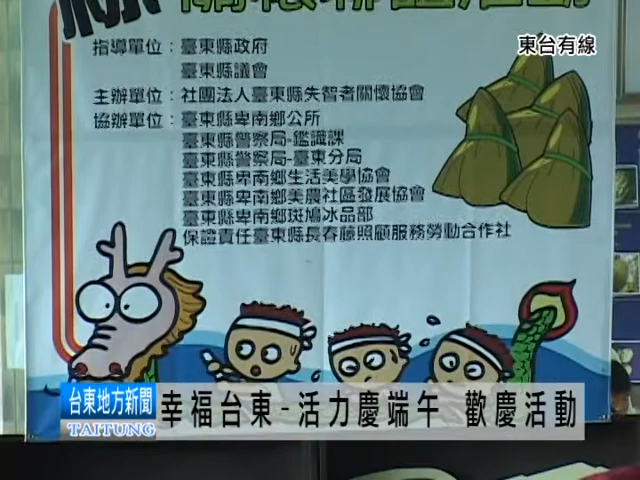 關懷聯誼活動
東台有線
指導單位：臺東縣政府
臺東縣議會
主辦單位：社團法人臺東縣失智者關懷協會
協辦單位：臺東縣卑南鄉公所
臺東縣警察局-鑑識課
臺東縣警察局-臺東分局
臺東縣卑南鄉生活美學協會
臺東縣卑南鄉美農社區發展協會
臺東縣卑南鄉斑鳩冰品部
保證責任臺東縣長春藤照顧服務勞動合作社
台東地方新聞
TAITUNG
幸福台東-活力慶端午 歡慶活動